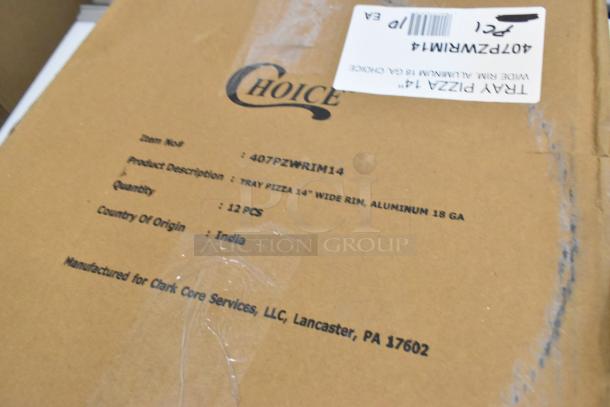 CHOICE
Item No# : 407PZWRIM14
Product Description : TRAY PIZZA 14" WIDE RIM, ALUMINUM 18 GA
Quantity : 12 PCS
Country Of Origin : India
Manufactured for Clark Core Services, LLC, Lancaster, PA 17602
TRAY PIZZA 14"
WIDE RIM, ALUMINUM 18 GA, CHOICE
407PZWRIM14
EA
PCI
10
PCI
AUCTION GROUP